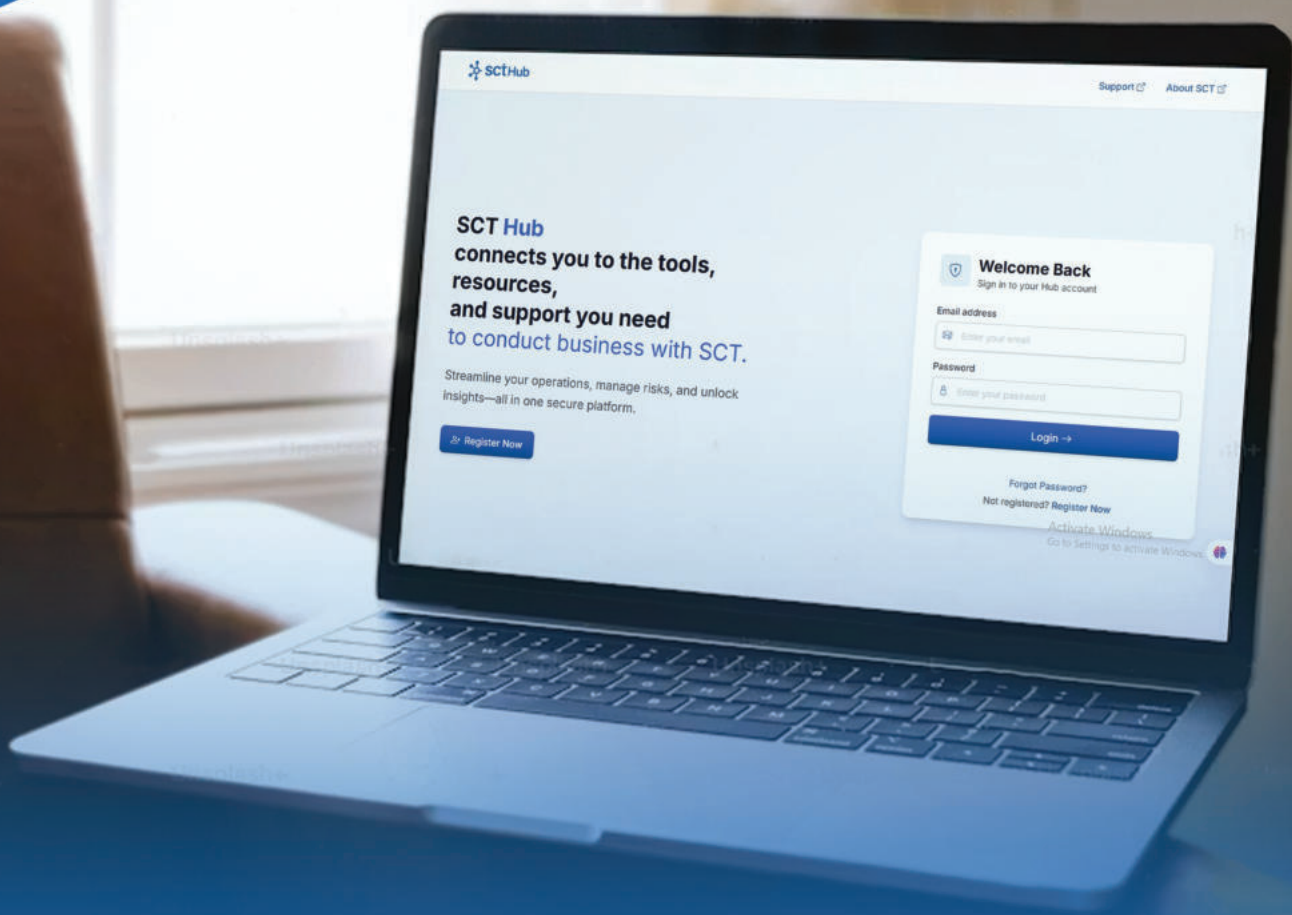 sctHub
Support
About SCT
SCT Hub
connects you to the tools,
resources,
and support you need
to conduct business with SCT.
Streamline your operations, manage risks, and unlock
insights—all in one secure platform.
Register Now
Welcome Back
Sign in to your Hub account
Email address
Enter your email
Password
Enter your password
Login →
Forgot Password?
Not registered? Register Now
Activate Windows
Go to Settings to activate Windows.
Unsplash+